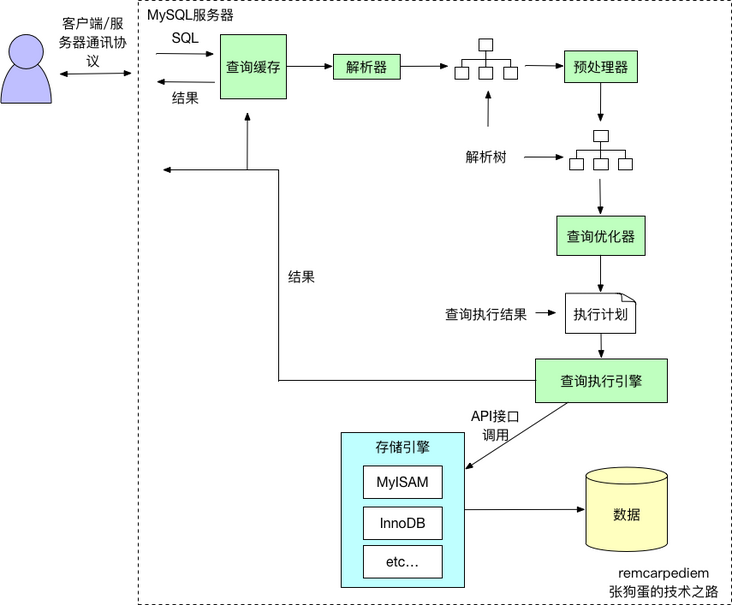 MySQL服务器
客户端/服
务器通讯协
议
SQL
结果
查询缓存
解析器
预处理器
解析树
查询优化器
查询执行结果
执行计划
结果
查询执行引擎
API接口
调用
存储引擎
MyISAM
InnoDB
etc...
数据
remcarpediem
张狗蛋的技术之路